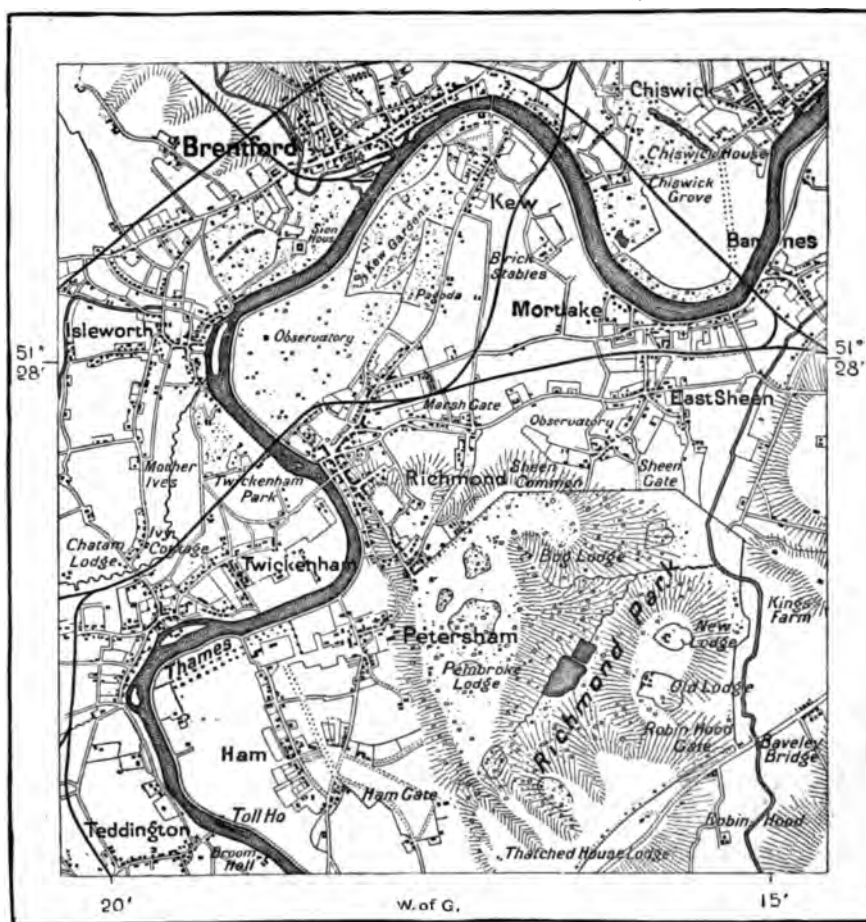 Chiswick
Brentford
Chiswick House
Chiswick
Grove
Kew
Sion
House
Kew Gardens
Barnes
Brick
Stables
Pagoda
Mortlake
Isleworth
Observatory
51°
28'
51°
28'
Marsh Gate
East Sheen
Observatory
Mother
Ives
Twickenham
Park
Richmond
Sheen
Common
Sheen
Gate
Ivy
Cottage
Chatam
Lodge
Twickenham
Bog Lodge
Kings
Farm
New
Lodge
Petersham
Thames
Pembroke
Lodge
Richmond Park
Old Lodge
Robin Hood
Gate
Baveley
Bridge
Ham
Ham Gate
Toll Ho
Teddington
Broom
Hall
Robin Hood
Thatched House Lodge
20'
W. of G.
15'